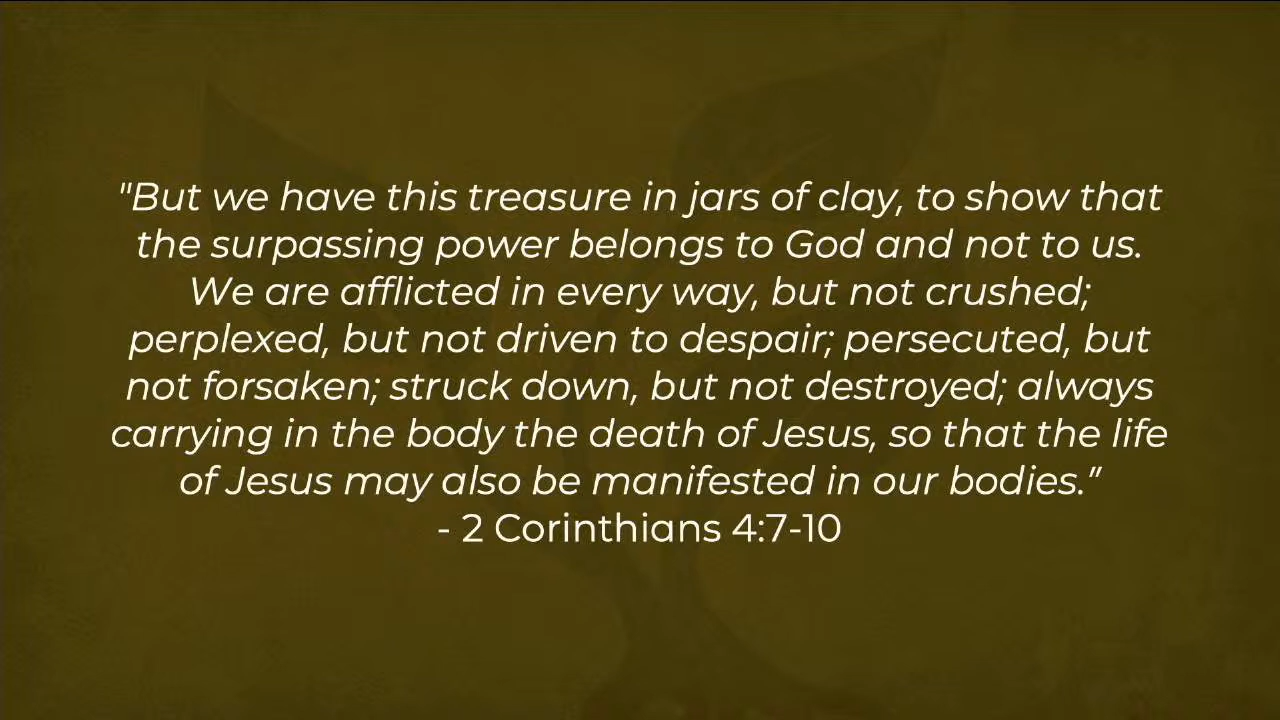 "But we have this treasure in jars of clay, to show that
the surpassing power belongs to God and not to us.
We are afflicted in every way, but not crushed;
perplexed, but not driven to despair; persecuted, but
not forsaken; struck down, but not destroyed; always
carrying in the body the death of Jesus, so that the life
of Jesus may also be manifested in our bodies.”
- 2 Corinthians 4:7-10